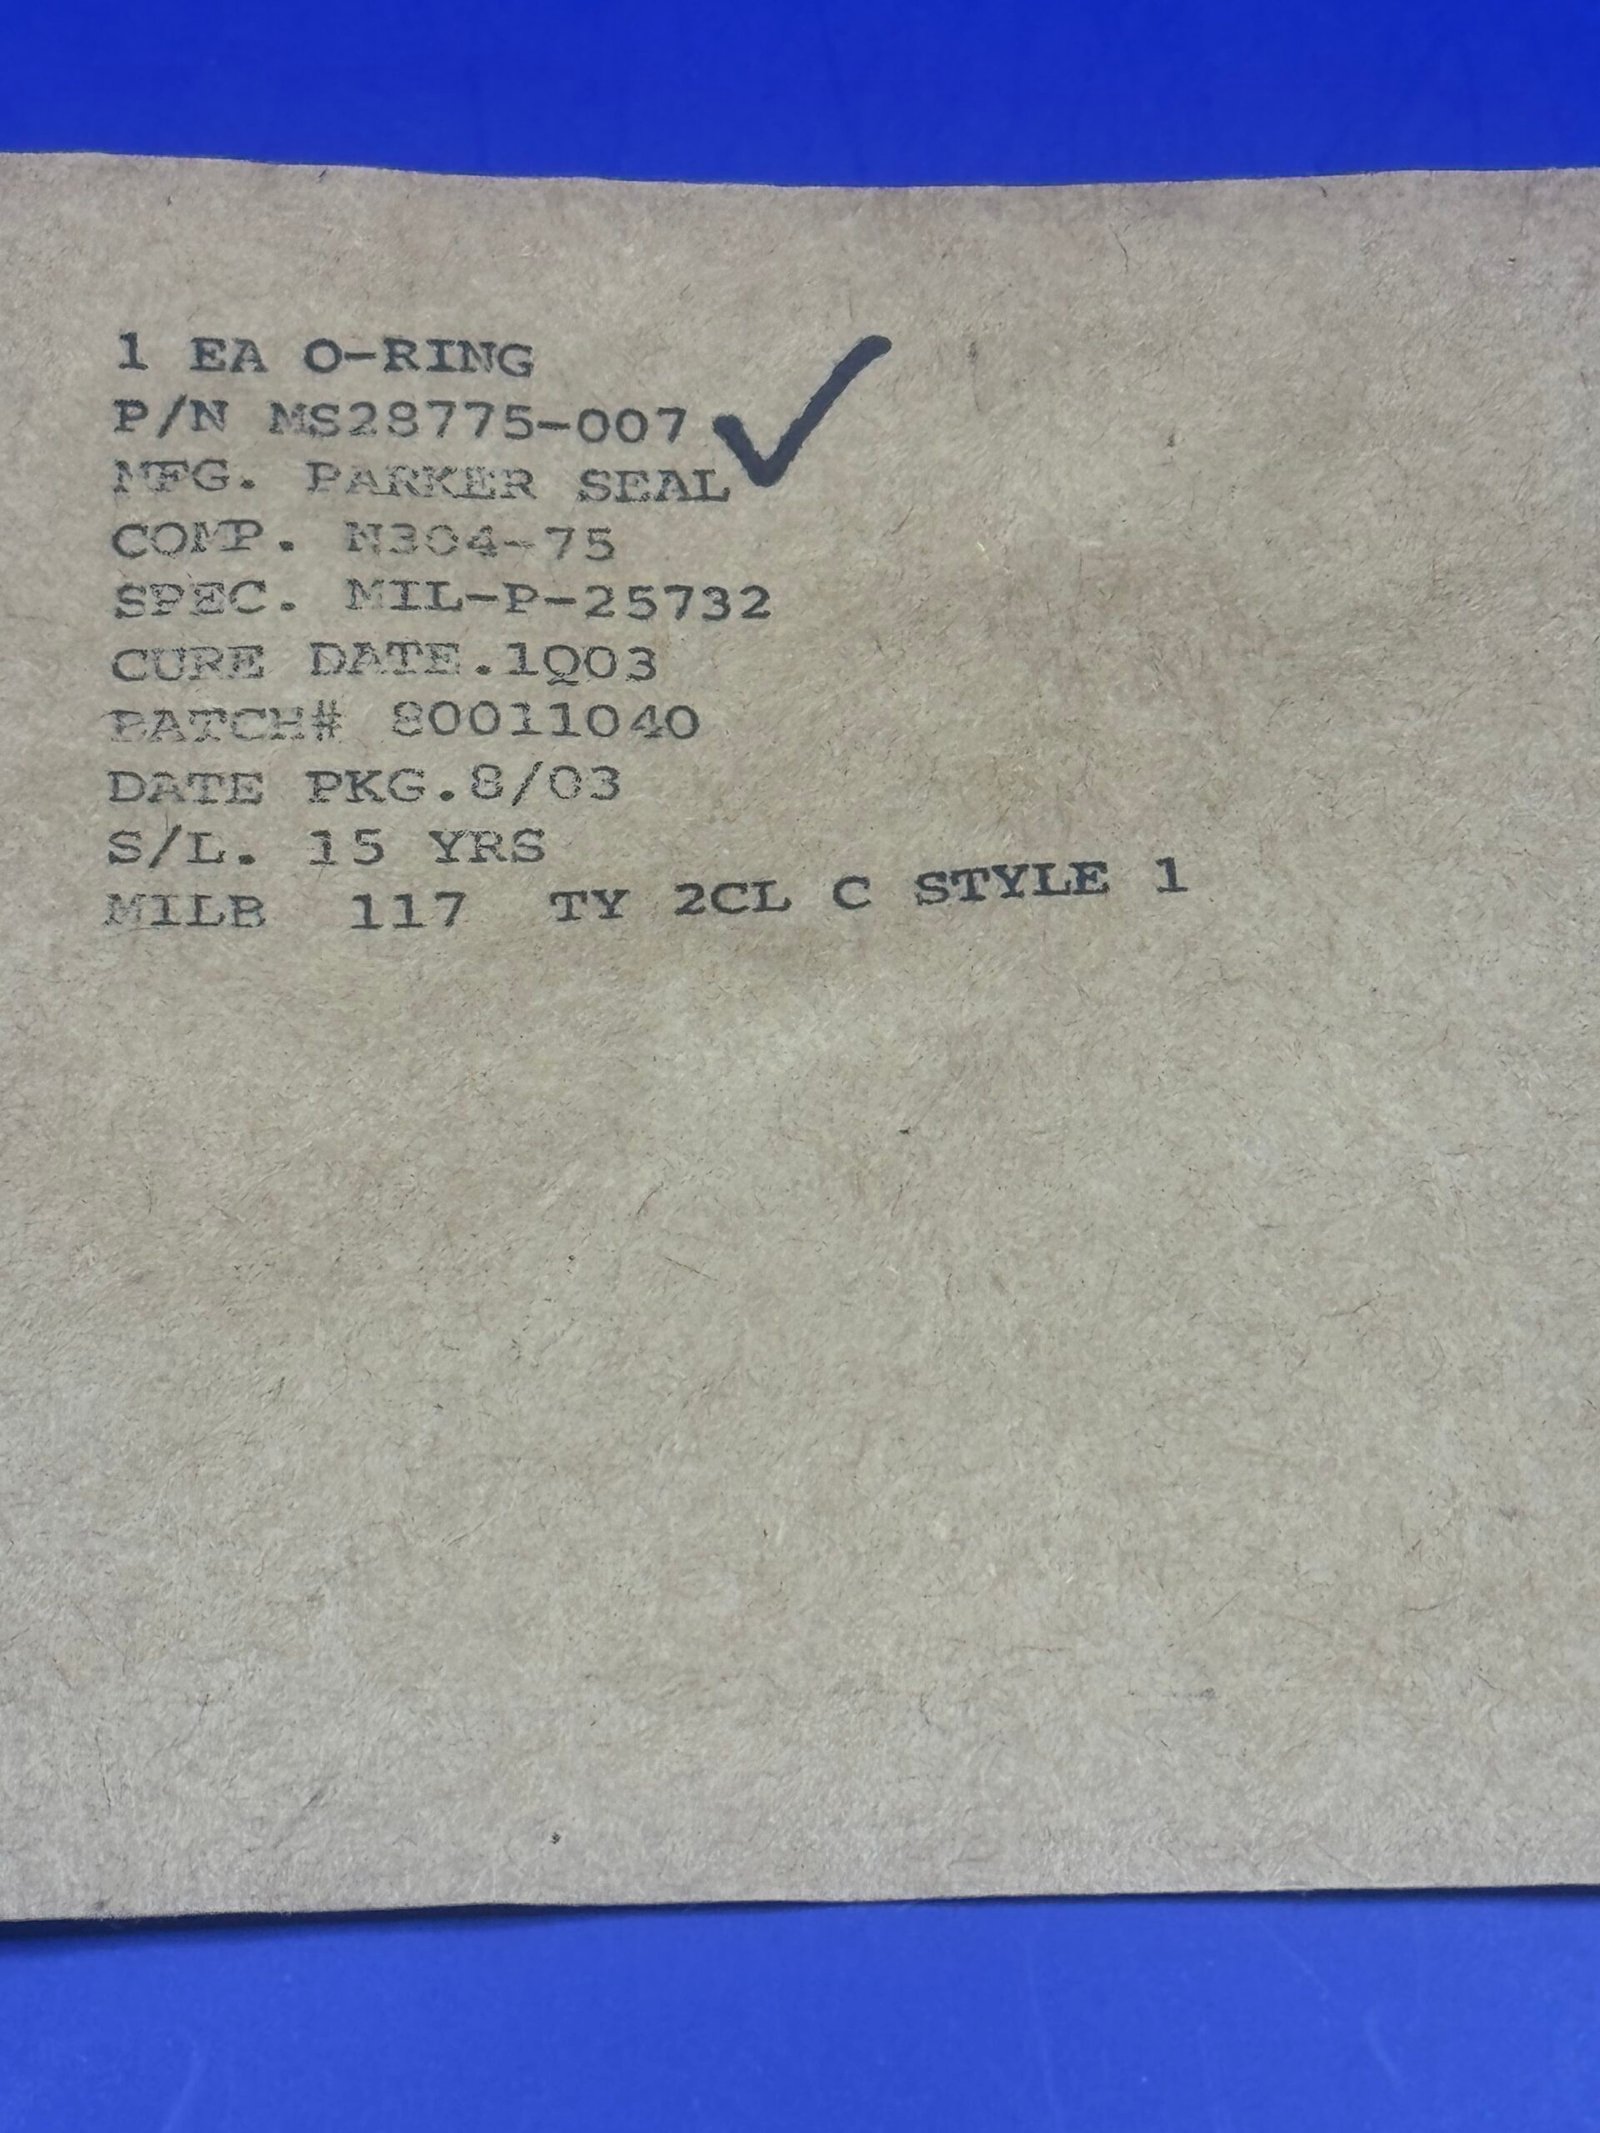 1 EA O-RING
P/N MS28775-007
MFG. PARKER SEAL
COMP. N304-75
SPEC. MIL-P-25732
CURE DATE.1Q03
BATCH# 80011040
DATE PKG.8/03
S/L. 15 YRS
MILB 117 TY 2CL C STYLE 1